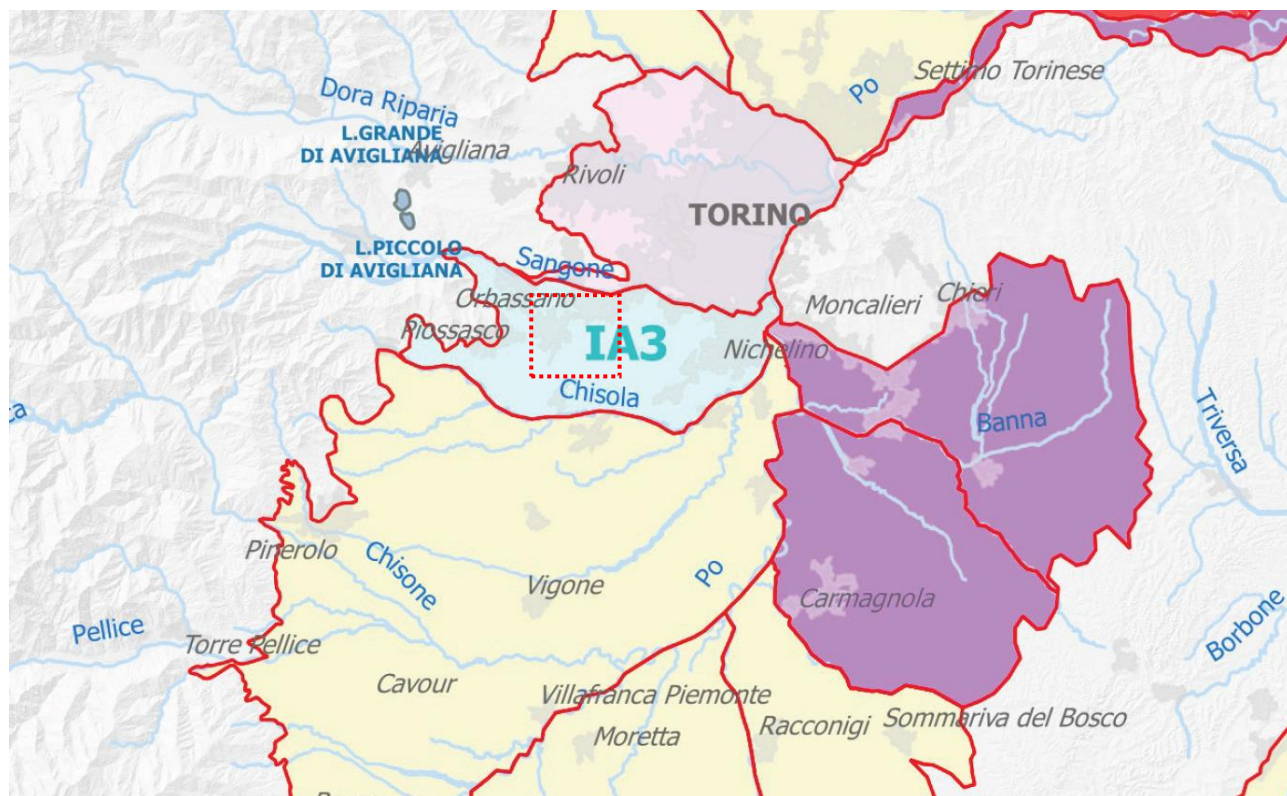 Settimo Torinese
Po
Dora Riparia
L.GRANDE
DI AVIGLIANA
Avigliana
Rivoli
TORINO
L.PICCOLO
DI AVIGLIANA
Sangone
Orbassano
Moncalieri
Chieri
Piossasco
IA3
Nichelino
Chisola
Banna
Triversa
Pinerolo
Chisone
Vigone
Po
Carmagnola
Borbone
Pellice
Torre Pellice
Cavour
Villafranca Piemonte
Moretta
Racconigi
Sommariva del Bosco